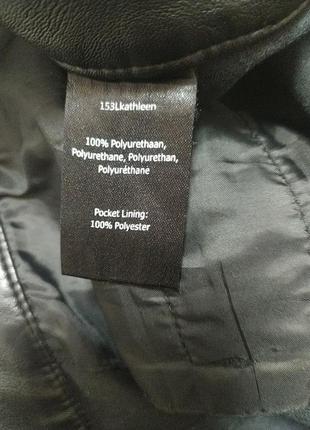 153Lkathleen
100% Polyurethaan,
Polyurethane, Polyurethan,
Polyuréthane
Pocket Lining:
100% Polyester